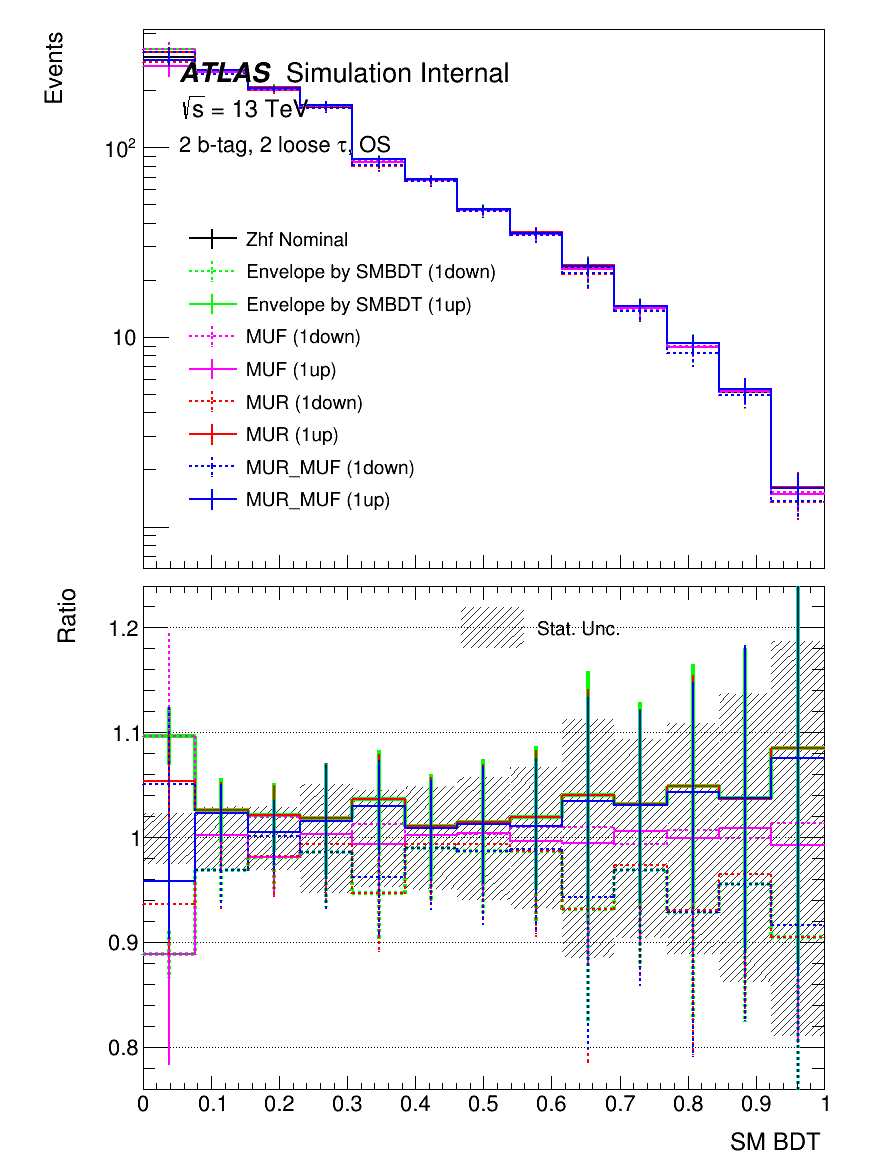 Events
ATLAS Simulation Internal
√s = 13 TeV
2 b-tag, 2 loose τ, OS
10²
10
Zhf Nominal
Envelope by SMBDT (1down)
Envelope by SMBDT (1up)
MUF (1down)
MUF (1up)
MUR (1down)
MUR (1up)
MUR_MUF (1down)
MUR_MUF (1up)
Ratio
Stat. Unc.
1.2
1.1
1
0.9
0.8
0 0.1 0.2 0.3 0.4 0.5 0.6 0.7 0.8 0.9 1
SM BDT